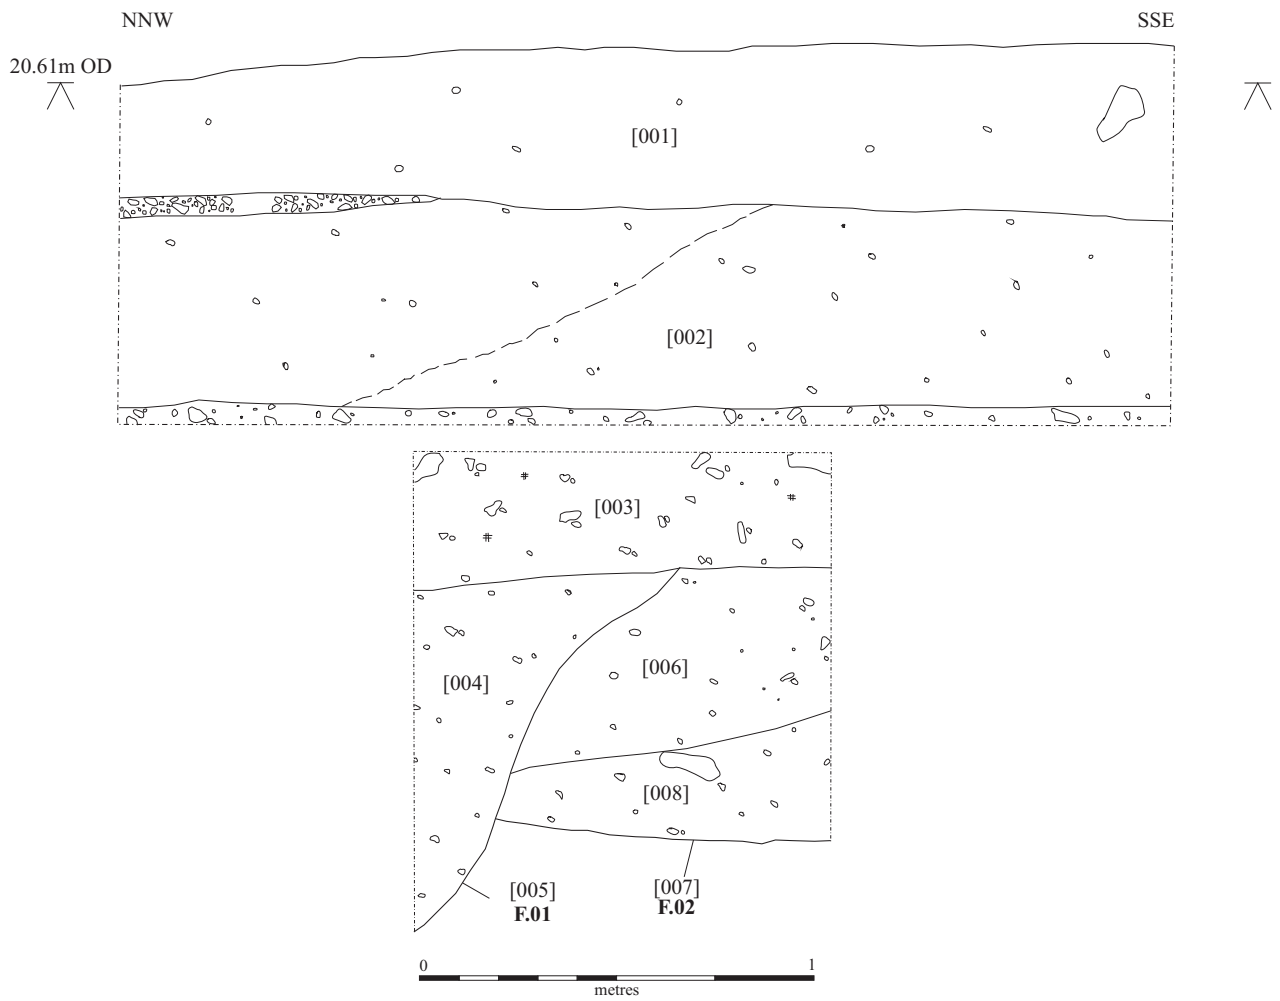 NNW
SSE
20.61m OD
[001]
[002]
[003]
[004]
[006]
[008]
[005]
F.01
[007]
F.02
0
1
metres